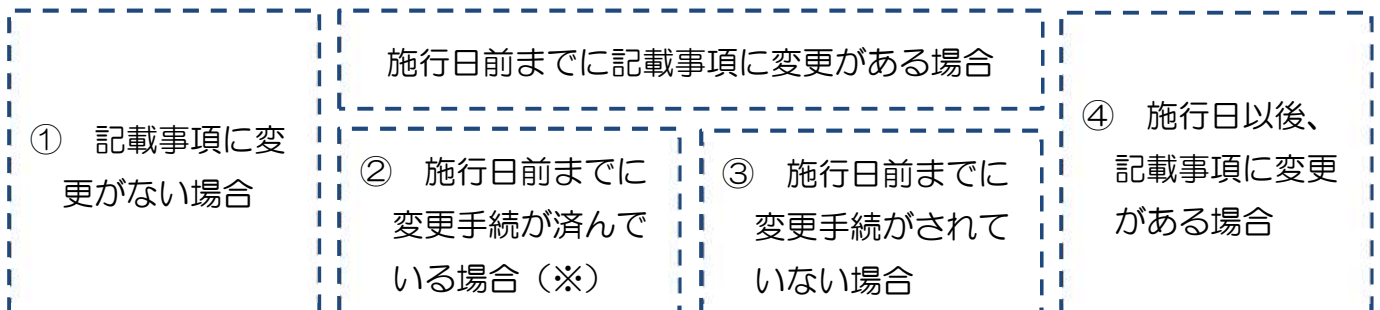 ① 記載事項に変
更がない場合
施行日前までに記載事項に変更がある場合
② 施行日前までに
変更手続が済んで
いる場合（※）
③ 施行日前までに
変更手続がされて
いない場合
④ 施行日以後、
記載事項に変更
がある場合